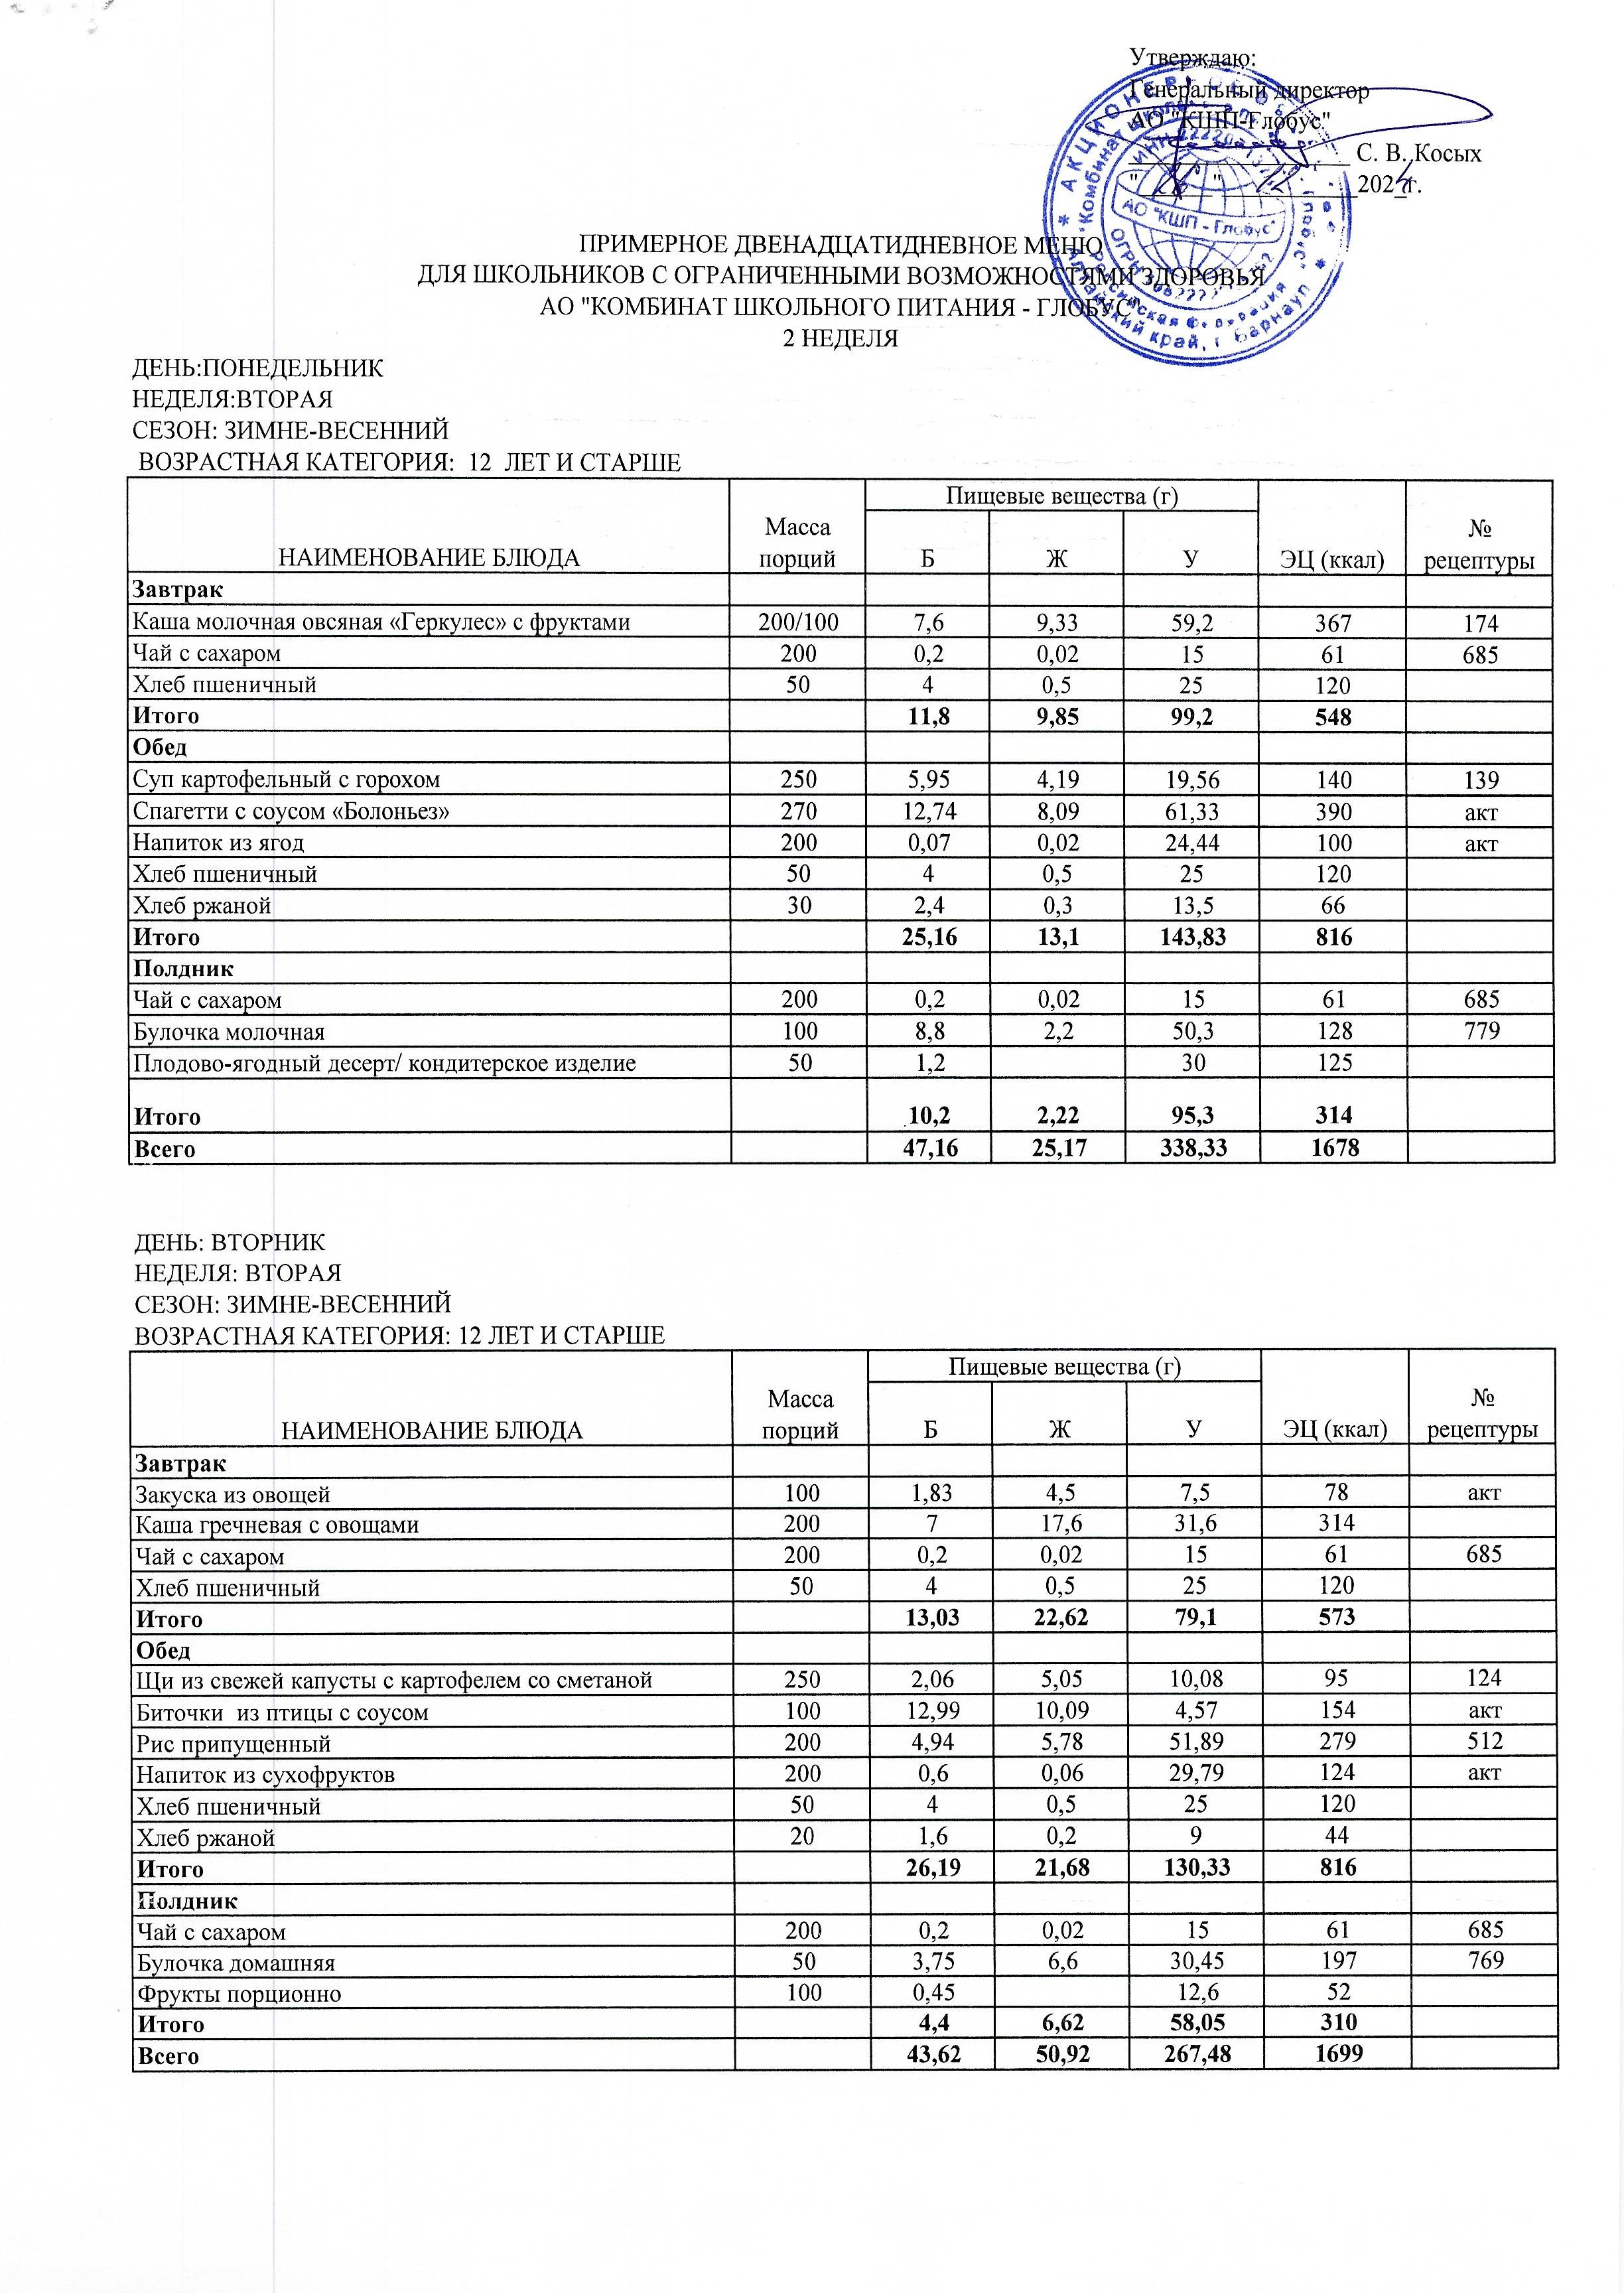 Утверждаю:
Генеральный директор
АО "КШП-Глобус"
С. В. Косых
" " 202 г.
АО "КШП - Глобус"
Алтайский край, г. Барнаул
ПРИМЕРНОЕ ДВЕНАДЦАТИДНЕВНОЕ МЕНЮ
ДЛЯ ШКОЛЬНИКОВ С ОГРАНИЧЕННЫМИ ВОЗМОЖНОСТЯМИ ЗДОРОВЬЯ
АО "КОМБИНАТ ШКОЛЬНОГО ПИТАНИЯ - ГЛОБУС"
2 НЕДЕЛЯ
ДЕНЬ:ПОНЕДЕЛЬНИК
НЕДЕЛЯ:ВТОРАЯ
СЕЗОН: ЗИМНЕ-ВЕСЕННИЙ
ВОЗРАСТНАЯ КАТЕГОРИЯ: 12 ЛЕТ И СТАРШЕ
НАИМЕНОВАНИЕ БЛЮДА Масса порций Пищевые вещества (г) Б Ж У ЭЦ (ккал) № рецептуры
Завтрак
Каша молочная овсяная «Геркулес» с фруктами 200/100 7,6 9,33 59,2 367 174
Чай с сахаром 200 0,2 0,02 15 61 685
Хлеб пшеничный 50 4 0,5 25 120
Итого 11,8 9,85 99,2 548
Обед
Суп картофельный с горохом 250 5,95 4,19 19,56 140 139
Спагетти с соусом «Болоньез» 270 12,74 8,09 61,33 390 акт
Напиток из ягод 200 0,07 0,02 24,44 100 акт
Хлеб пшеничный 50 4 0,5 25 120
Хлеб ржаной 30 2,4 0,3 13,5 66
Итого 25,16 13,1 143,83 816
Полдник
Чай с сахаром 200 0,2 0,02 15 61 685
Булочка молочная 100 8,8 2,2 50,3 128 779
Плодово-ягодный десерт/ кондитерское изделие 50 1,2 30 125
Итого 10,2 2,22 95,3 314
Всего 47,16 25,17 338,33 1678
ДЕНЬ: ВТОРНИК
НЕДЕЛЯ: ВТОРАЯ
СЕЗОН: ЗИМНЕ-ВЕСЕННИЙ
ВОЗРАСТНАЯ КАТЕГОРИЯ: 12 ЛЕТ И СТАРШЕ
НАИМЕНОВАНИЕ БЛЮДА Масса порций Пищевые вещества (г) Б Ж У ЭЦ (ккал) № рецептуры
Завтрак
Закуска из овощей 100 1,83 4,5 7,5 78 акт
Каша гречневая с овощами 200 7 17,6 31,6 314
Чай с сахаром 200 0,2 0,02 15 61 685
Хлеб пшеничный 50 4 0,5 25 120
Итого 13,03 22,62 79,1 573
Обед
Щи из свежей капусты с картофелем со сметаной 250 2,06 5,05 10,08 95 124
Биточки из птицы с соусом 100 12,99 10,09 4,57 154 акт
Рис припущенный 200 4,94 5,78 51,89 279 512
Напиток из сухофруктов 200 0,6 0,06 29,79 124 акт
Хлеб пшеничный 50 4 0,5 25 120
Хлеб ржаной 20 1,6 0,2 9 44
Итого 26,19 21,68 130,33 816
Полдник
Чай с сахаром 200 0,2 0,02 15 61 685
Булочка домашняя 50 3,75 6,6 30,45 197 769
Фрукты порционно 100 0,45 12,6 52
Итого 4,4 6,62 58,05 310
Всего 43,62 50,92 267,48 1699